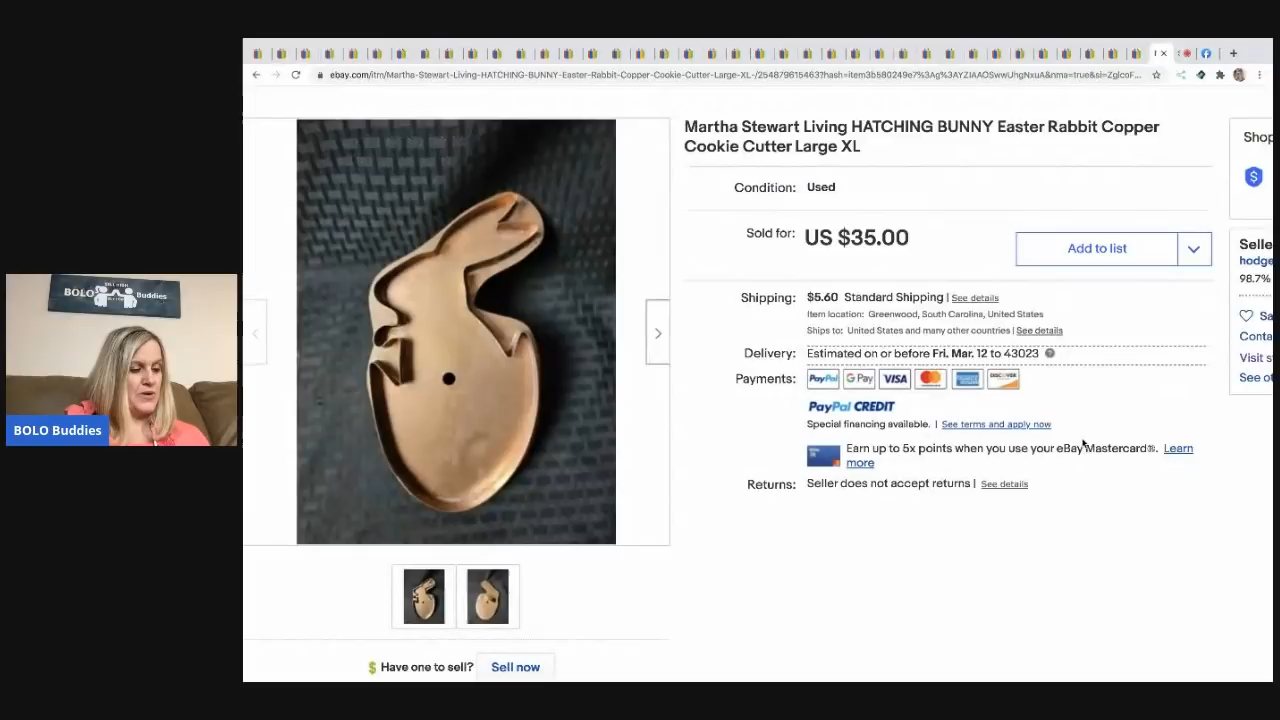 ebay.com/itm/Martha-Stewart-Living-HATCHING-BUNNY-Easter-Rabbit-Copper-Cookie-Cutter-Large-XL-/254879615463?hash=item3b580249e7%3Ag%3AYZIAAOSwwUhgNxuA&nma=true&si=ZglcoF...
Martha Stewart Living HATCHING BUNNY Easter Rabbit Copper
Cookie Cutter Large XL
Shop
Condition: Used
Sold for: US $35.00
Add to list
Selle
hodge
98.7%
Shipping: $5.60 Standard Shipping | See details
Item location: Greenwood, South Carolina, United States
Ships to: United States and many other countries | See details
Sa
Conta
Visit s
See ot
Delivery: Estimated on or before Fri. Mar. 12 to 43023
Payments: PayPal G Pay VISA DISCOVER
PayPal CREDIT
Special financing available. | See terms and apply now
Earn up to 5x points when you use your eBay Mastercard®. Learn
more
Returns: Seller does not accept returns | See details
Have one to sell? Sell now
BOLO Buddies
BOLO Buddies